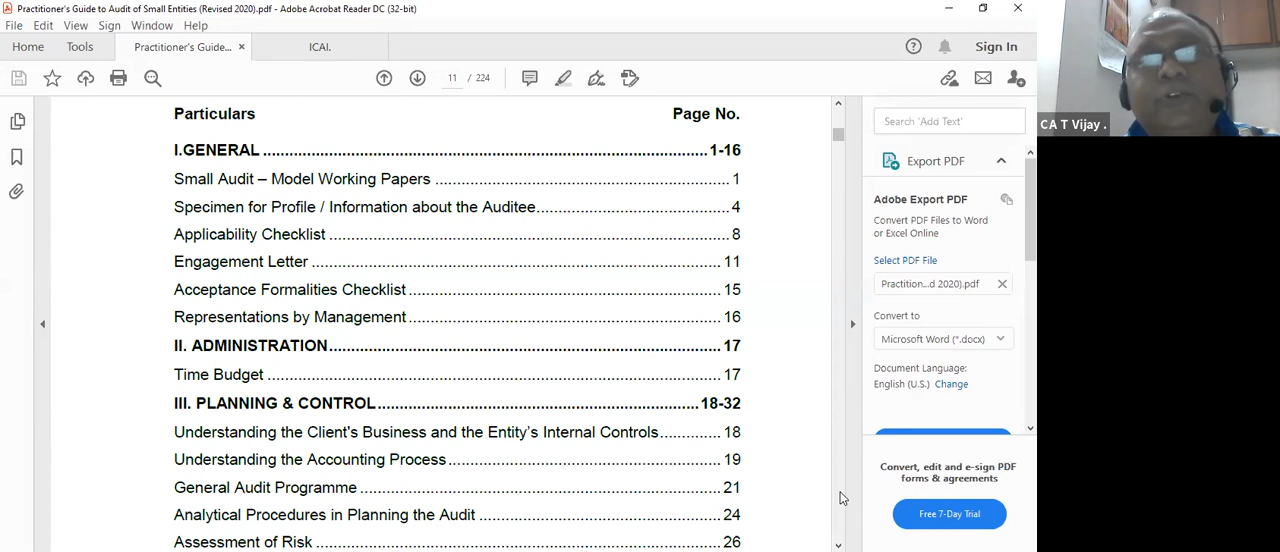 Practitioner's Guide to Audit of Small Entities (Revised 2020).pdf - Adobe Acrobat Reader DC (32-bit)
File Edit View Sign Window Help
Home Tools Practitioner's Guide... × ICAI. Sign In
11 / 224
CA T Vijay .
Particulars Page No.
I.GENERAL 1-16
Small Audit – Model Working Papers 1
Specimen for Profile / Information about the Auditee 4
Applicability Checklist 8
Engagement Letter 11
Acceptance Formalities Checklist 15
Representations by Management 16
II. ADMINISTRATION 17
Time Budget 17
III. PLANNING & CONTROL 18-32
Understanding the Client's Business and the Entity's Internal Controls 18
Understanding the Accounting Process 19
General Audit Programme 21
Analytical Procedures in Planning the Audit 24
Assessment of Risk 26
Search 'Add Text'
Export PDF
Adobe Export PDF
Convert PDF Files to Word
or Excel Online
Select PDF File
Practition...d 2020).pdf
Convert to
Microsoft Word (*.docx)
Document Language:
English (U.S.) Change
Convert, edit and e-sign PDF
forms & agreements
Free 7-Day Trial